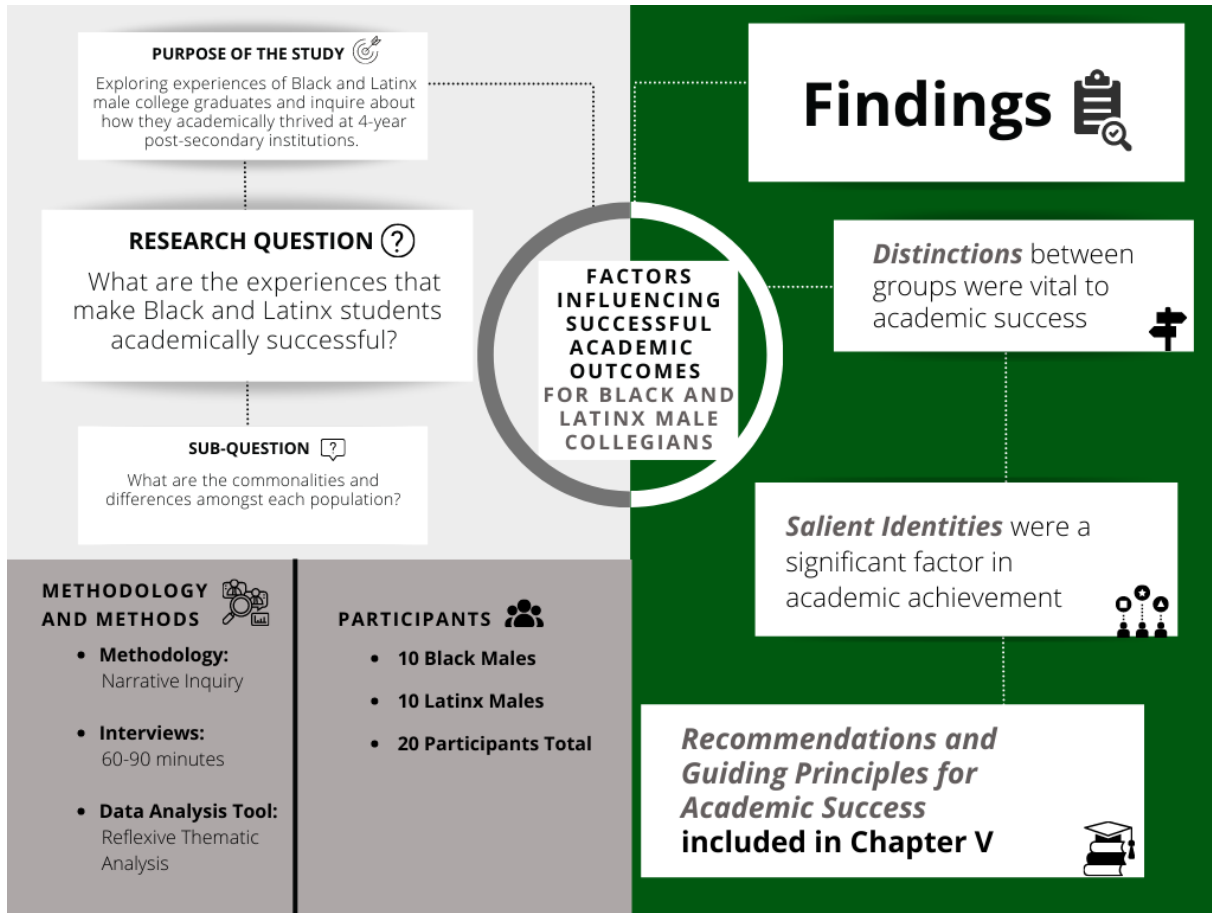 PURPOSE OF THE STUDY
Exploring experiences of Black and Latinx
male college graduates and inquire about
how they academically thrived at 4-year
post-secondary institutions.
RESEARCH QUESTION
What are the experiences that
make Black and Latinx students
academically successful?
SUB-QUESTION
What are the commonalities and
differences amongst each population?
METHODOLOGY
AND METHODS
• Methodology:
Narrative Inquiry
• Interviews:
60-90 minutes
• Data Analysis Tool:
Reflexive Thematic
Analysis
PARTICIPANTS
• 10 Black Males
• 10 Latinx Males
• 20 Participants Total
FACTORS
INFLUENCING
SUCCESSFUL
ACADEMIC
OUTCOMES
FOR BLACK AND
LATINX MALE
COLLEGIANS
Findings
Distinctions between
groups were vital to
academic success
Salient Identities were a
significant factor in
academic achievement
Recommendations and
Guiding Principles for
Academic Success
included in Chapter V